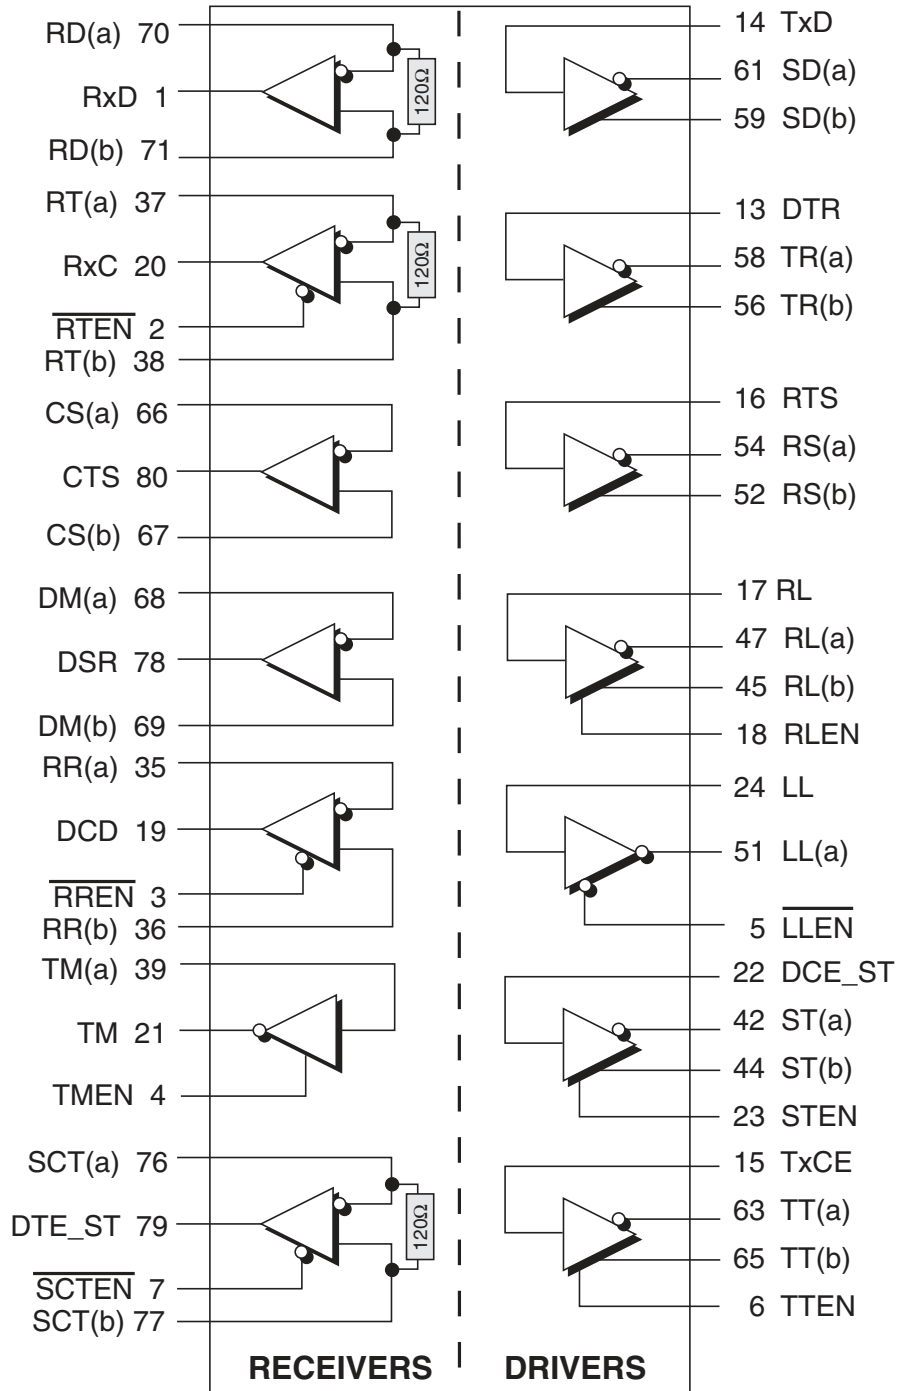 RD(a) 70
120Ω
RxD 1
RD(b) 71
RT(a) 37
120Ω
RxC 20
RTEN 2
RT(b) 38
CS(a) 66
CTS 80
CS(b) 67
DM(a) 68
DSR 78
DM(b) 69
RR(a) 35
DCD 19
RREN 3
RR(b) 36
TM(a) 39
TM 21
TMEN 4
SCT(a) 76
120Ω
DTE_ST 79
SCTEN 7
SCT(b) 77
RECEIVERS
14 TxD
61 SD(a)
59 SD(b)
13 DTR
58 TR(a)
56 TR(b)
16 RTS
54 RS(a)
52 RS(b)
17 RL
47 RL(a)
45 RL(b)
18 RLEN
24 LL
51 LL(a)
5 LLEN
22 DCE_ST
42 ST(a)
44 ST(b)
23 STEN
15 TxCE
63 TT(a)
65 TT(b)
6 TTEN
DRIVERS